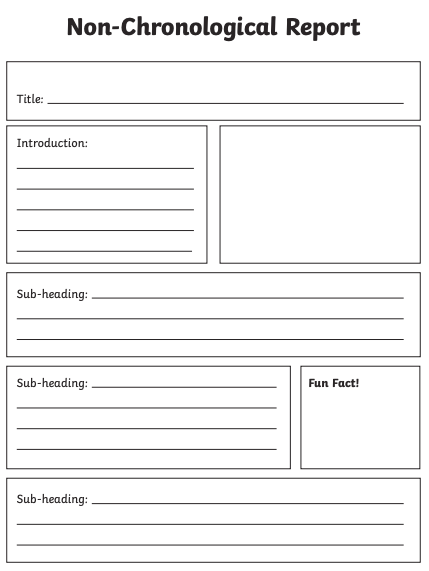 Non-Chronological Report
Title:
Introduction:
Sub-heading:
Sub-heading:
Fun Fact!
Sub-heading: